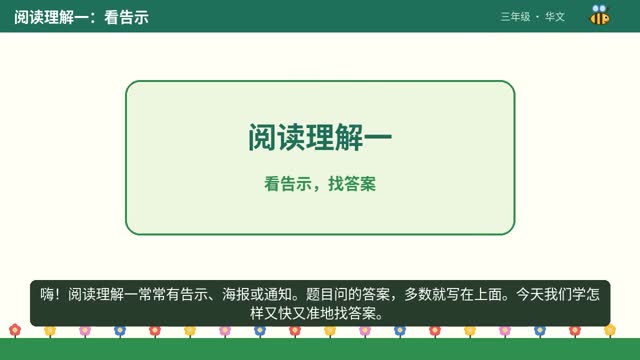 阅读理解一：看告示
三年级 · 华文
阅读理解一
看告示，找答案
嗨！阅读理解一常常有告示、海报或通知。题目问的答案，多数就写在上面。今天我们学怎
样又快又准地找答案。